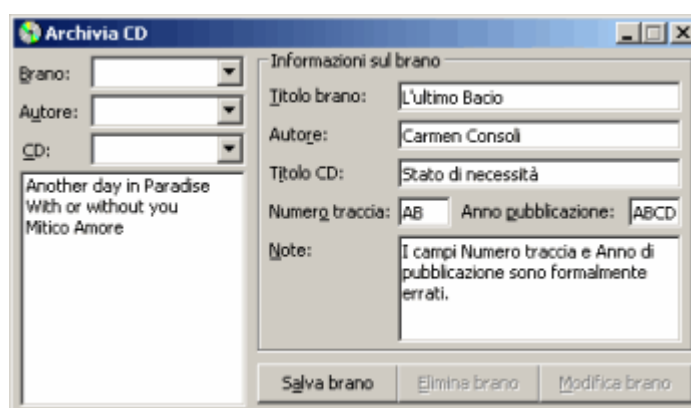 Archivia CD
Brano:
Autore:
CD:
Another day in Paradise
With or without you
Mitico Amore
Informazioni sul brano
Titolo brano: L'ultimo Bacio
Autore: Carmen Consoli
Titolo CD: Stato di necessità
Numero traccia: AB Anno pubblicazione: ABCD
Note: I campi Numero traccia e Anno di
pubblicazione sono formalmente
errati.
Salva brano Elimina brano Modifica brano